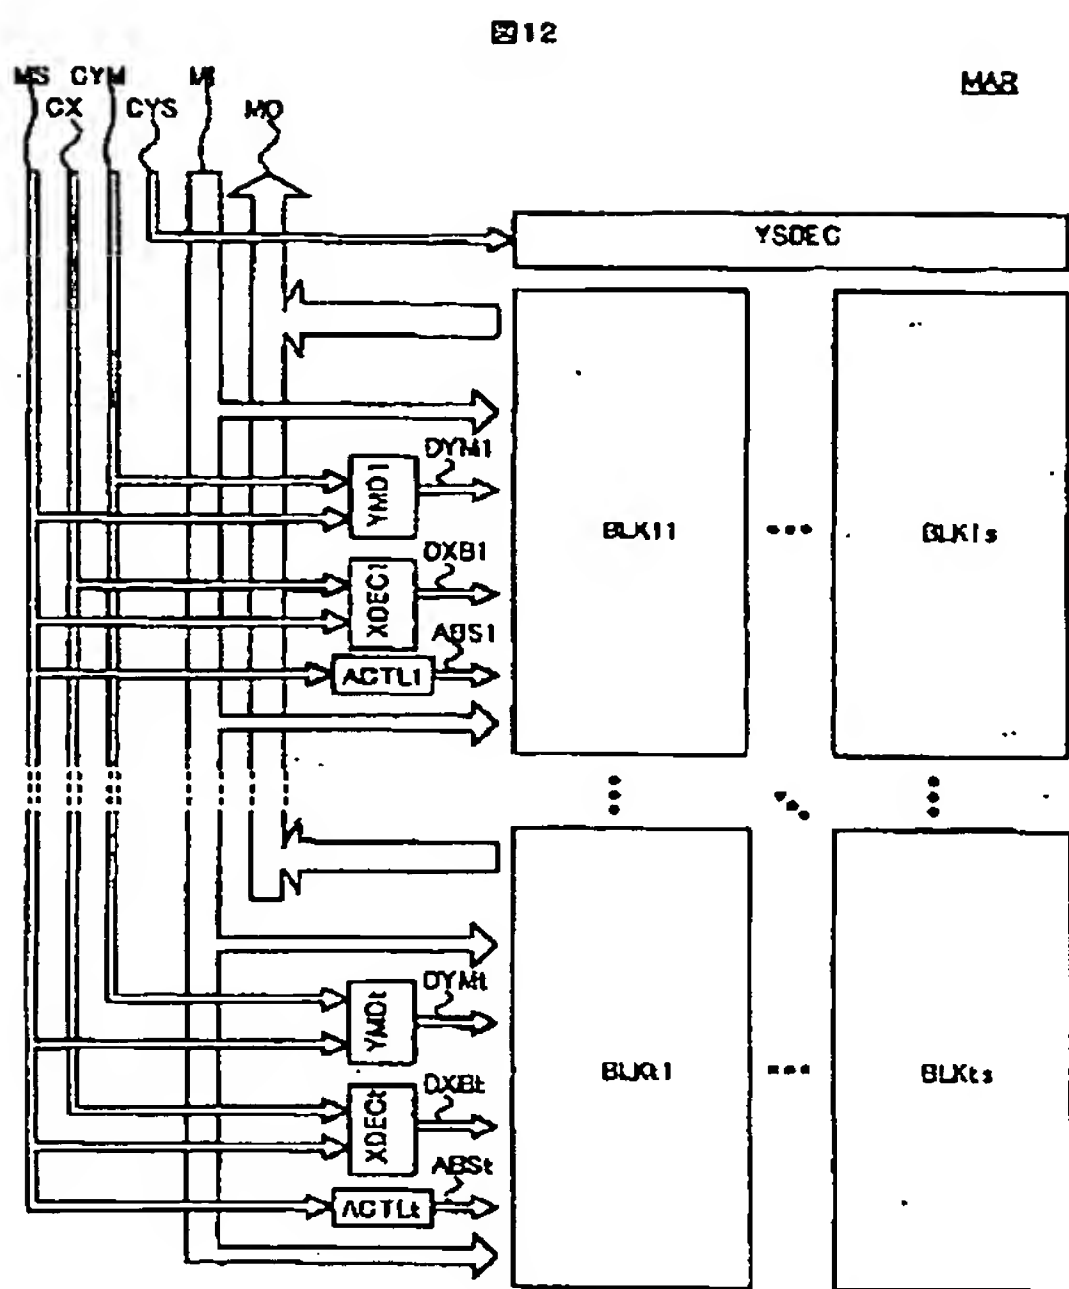 図12
MS CYM MI
CX CYS MO
MAR
YSDEC
DYM1
YMD1
BLK11 ••• BLK1s
DXB1
XDEC1
ABS1
ACTL1
DYMt
YMDt
BLKt1 ••• BLKts
DXBt
XDECt
ABSt
ACTLt